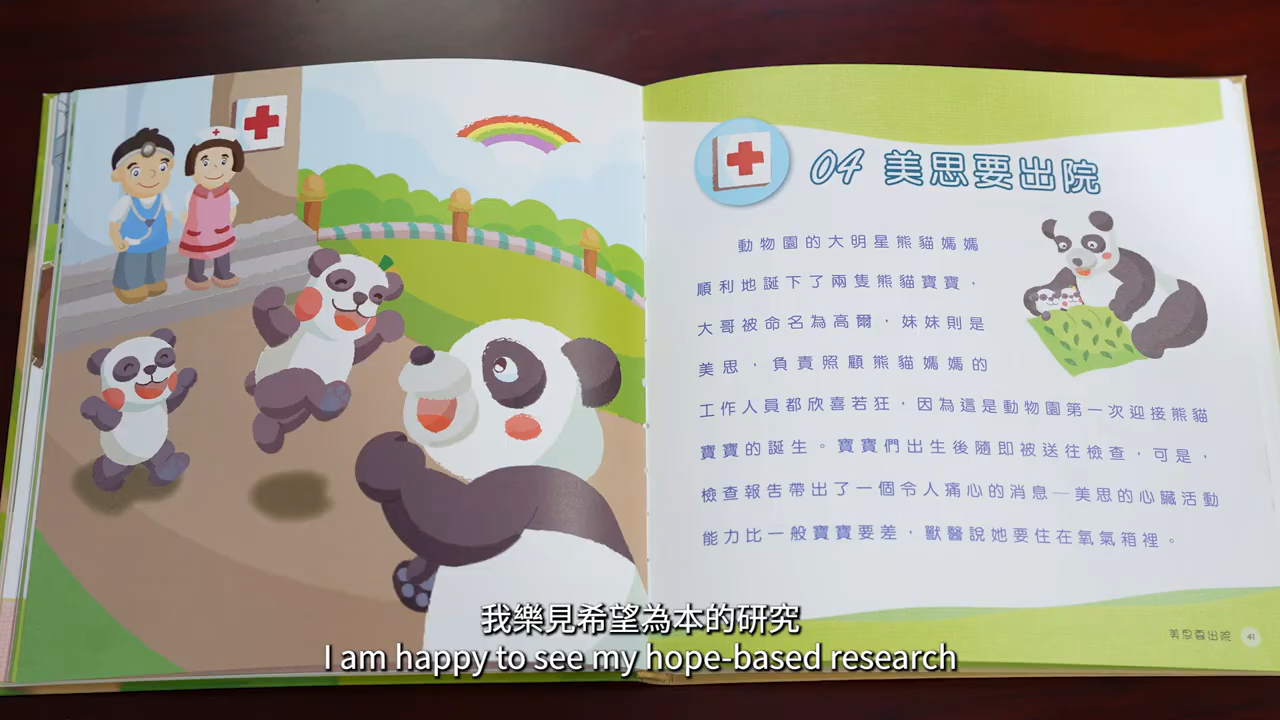 04 美思要出院
動物園的大明星熊貓媽媽
順利地誕下了兩隻熊貓寶寶，
大哥被命名為高爾，妹妹則是
美思，負責照顧熊貓媽媽的
工作人員都欣喜若狂，因為這是動物園第一次迎接熊貓
寶寶的誕生。寶寶們出生後隨即被送往檢查，可是，
檢查報告帶出了一個令人痛心的消息—美思的心臟活動
能力比一般寶寶要差，獸醫說她要住在氧氣箱裡。
美思要出院 41
我樂見希望為本的研究
I am happy to see my hope-based research